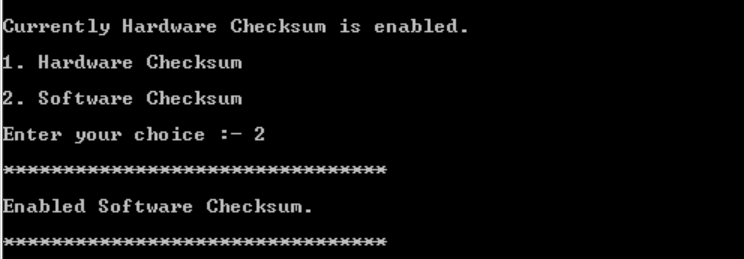 Currently Hardware Checksum is enabled.
1. Hardware Checksum
2. Software Checksum
Enter your choice :- 2
********************************
Enabled Software Checksum.
********************************